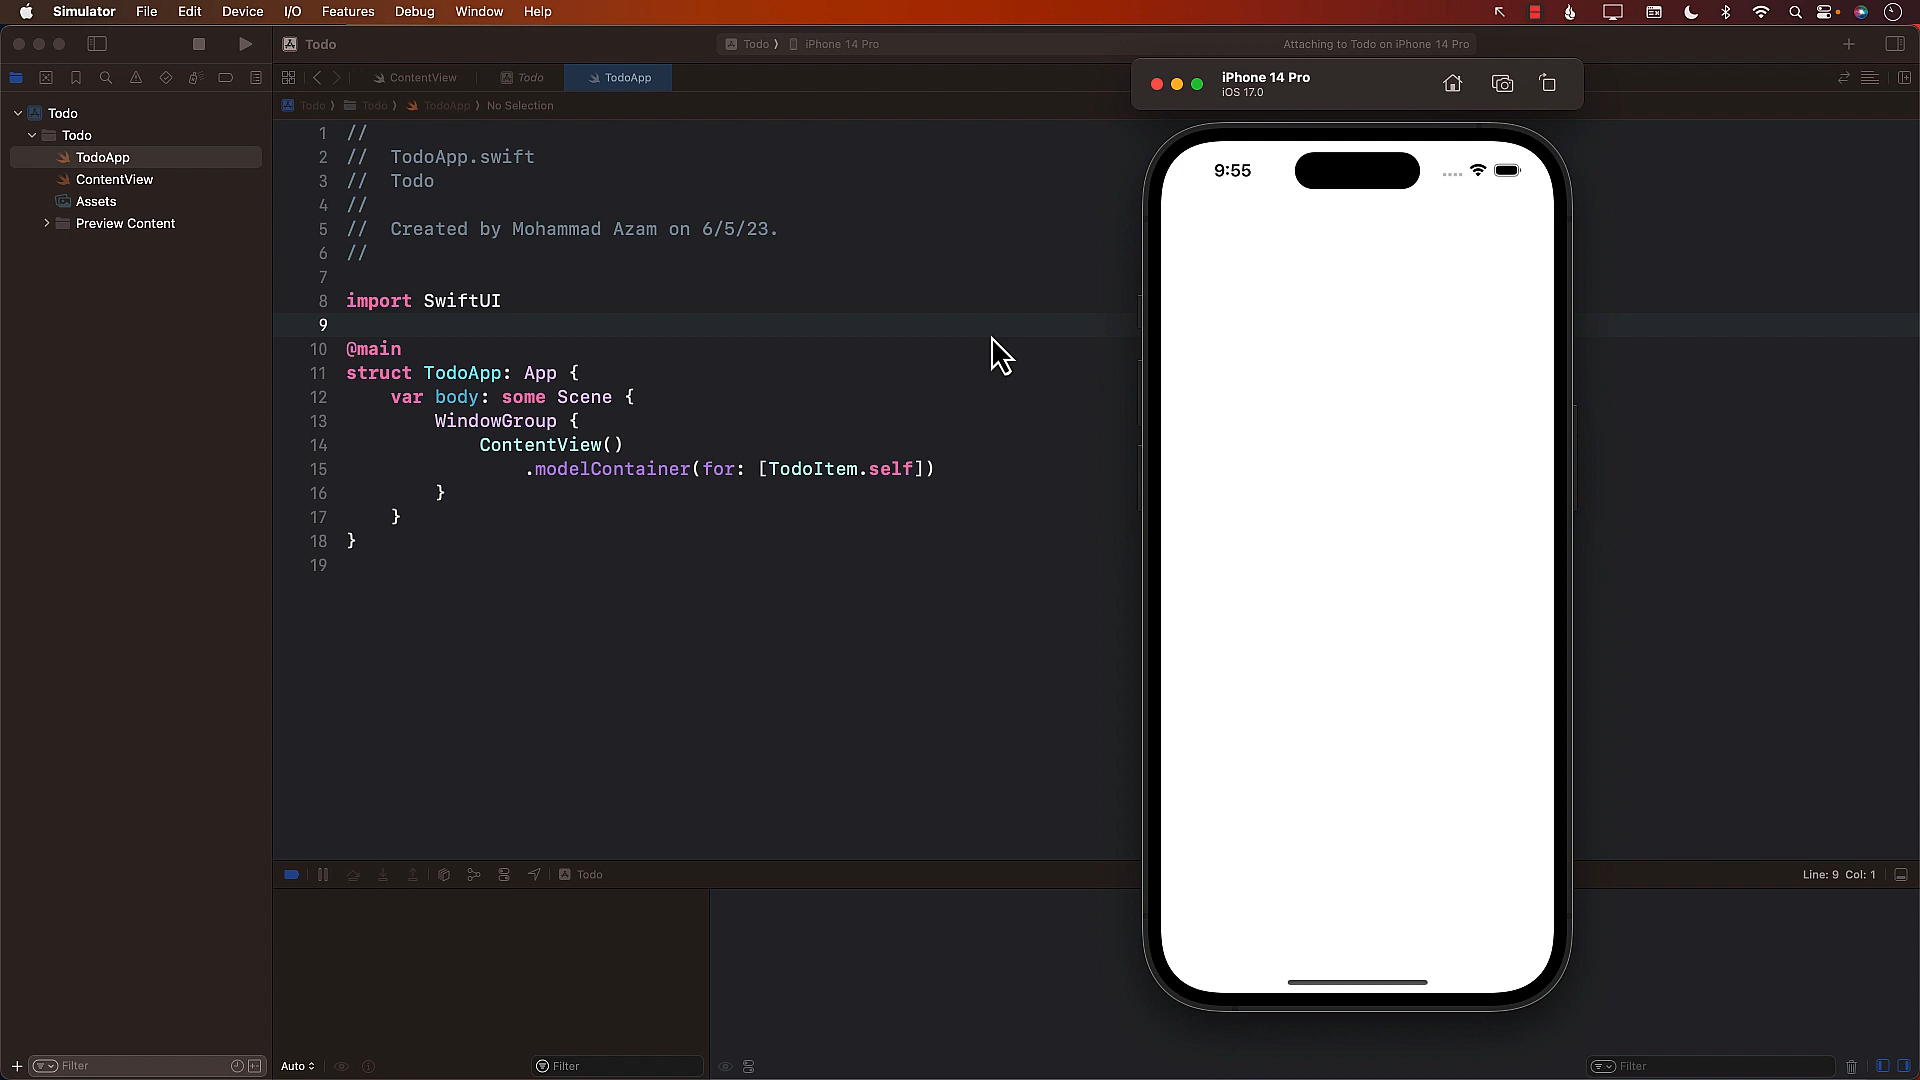 Simulator File Edit Device I/O Features Debug Window Help
Todo
Todo ⟩ iPhone 14 Pro
Attaching to Todo on iPhone 14 Pro
ContentView
Todo
TodoApp
Todo ⟩ Todo ⟩ TodoApp ⟩ No Selection
Todo
Todo
TodoApp
ContentView
Assets
Preview Content
1 //
2 //  TodoApp.swift
3 //  Todo
4 //
5 //  Created by Mohammad Azam on 6/5/23.
6 //
7
8 import SwiftUI
9
10 @main
11 struct TodoApp: App {
12     var body: some Scene {
13         WindowGroup {
14             ContentView()
15                 .modelContainer(for: [TodoItem.self])
16         }
17     }
18 }
19
iPhone 14 Pro
iOS 17.0
9:55
Todo
Line: 9 Col: 1
Filter
Auto
Filter
Filter